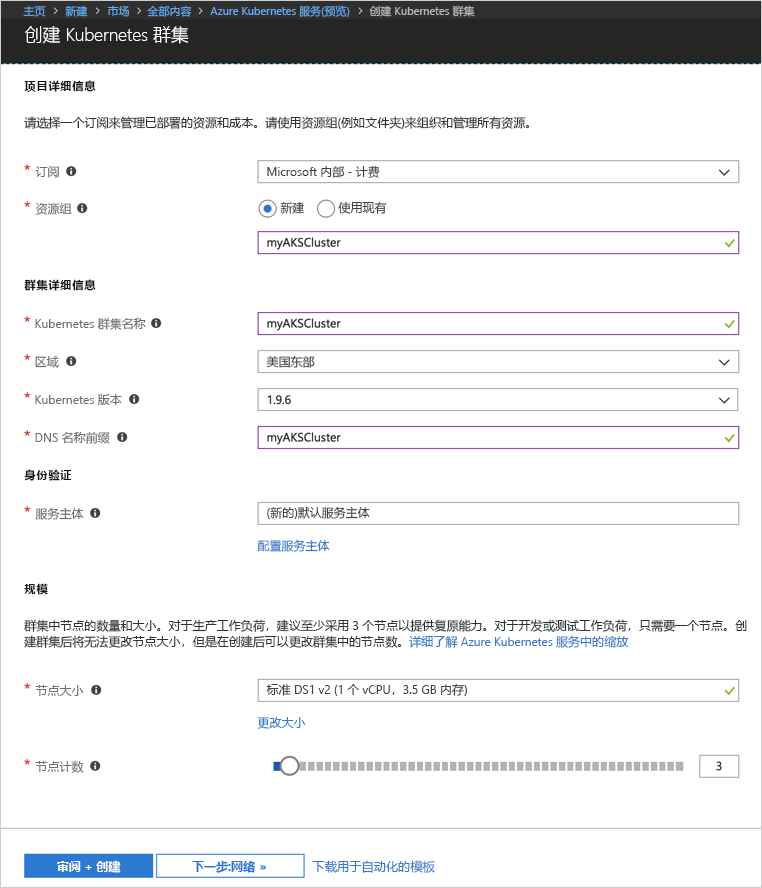 主页 > 新建 > 市场 > 全部内容 > Azure Kubernetes 服务(预览) > 创建 Kubernetes 群集
创建 Kubernetes 群集
项目详细信息
请选择一个订阅来管理已部署的资源和成本。请使用资源组(例如文件夹)来组织和管理所有资源。
* 订阅 Microsoft 内部 - 计费
* 资源组 新建 使用现有
myAKSCluster
群集详细信息
* Kubernetes 群集名称 myAKSCluster
* 区域 美国东部
* Kubernetes 版本 1.9.6
* DNS 名称前缀 myAKSCluster
身份验证
* 服务主体 (新的)默认服务主体
配置服务主体
规模
群集中节点的数量和大小。对于生产工作负荷，建议至少采用 3 个节点以提供复原能力。对于开发或测试工作负荷，只需要一个节点。创
建群集后将无法更改节点大小，但是在创建后可以更改群集中的节点数。详细了解 Azure Kubernetes 服务中的缩放
* 节点大小 标准 DS1 v2 (1 个 vCPU，3.5 GB 内存)
更改大小
* 节点计数 3
审阅 + 创建 下一步:网络 » 下载用于自动化的模板